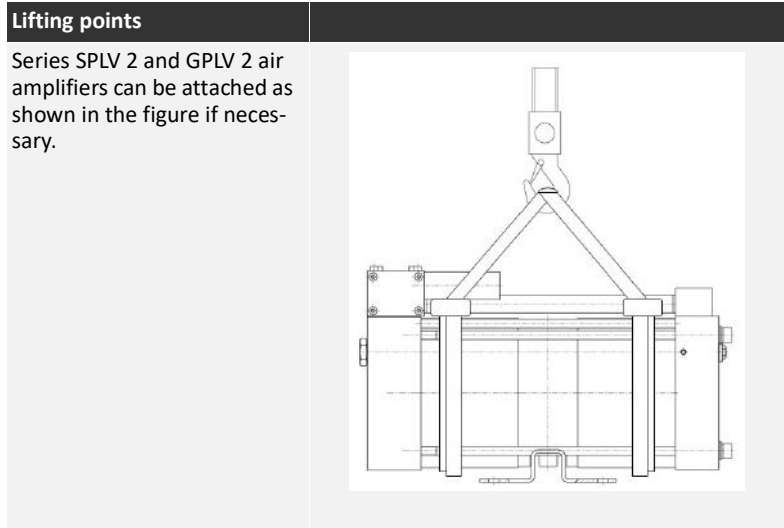 Lifting points
Series SPLV 2 and GPLV 2 air
amplifiers can be attached as
shown in the figure if neces-
sary.